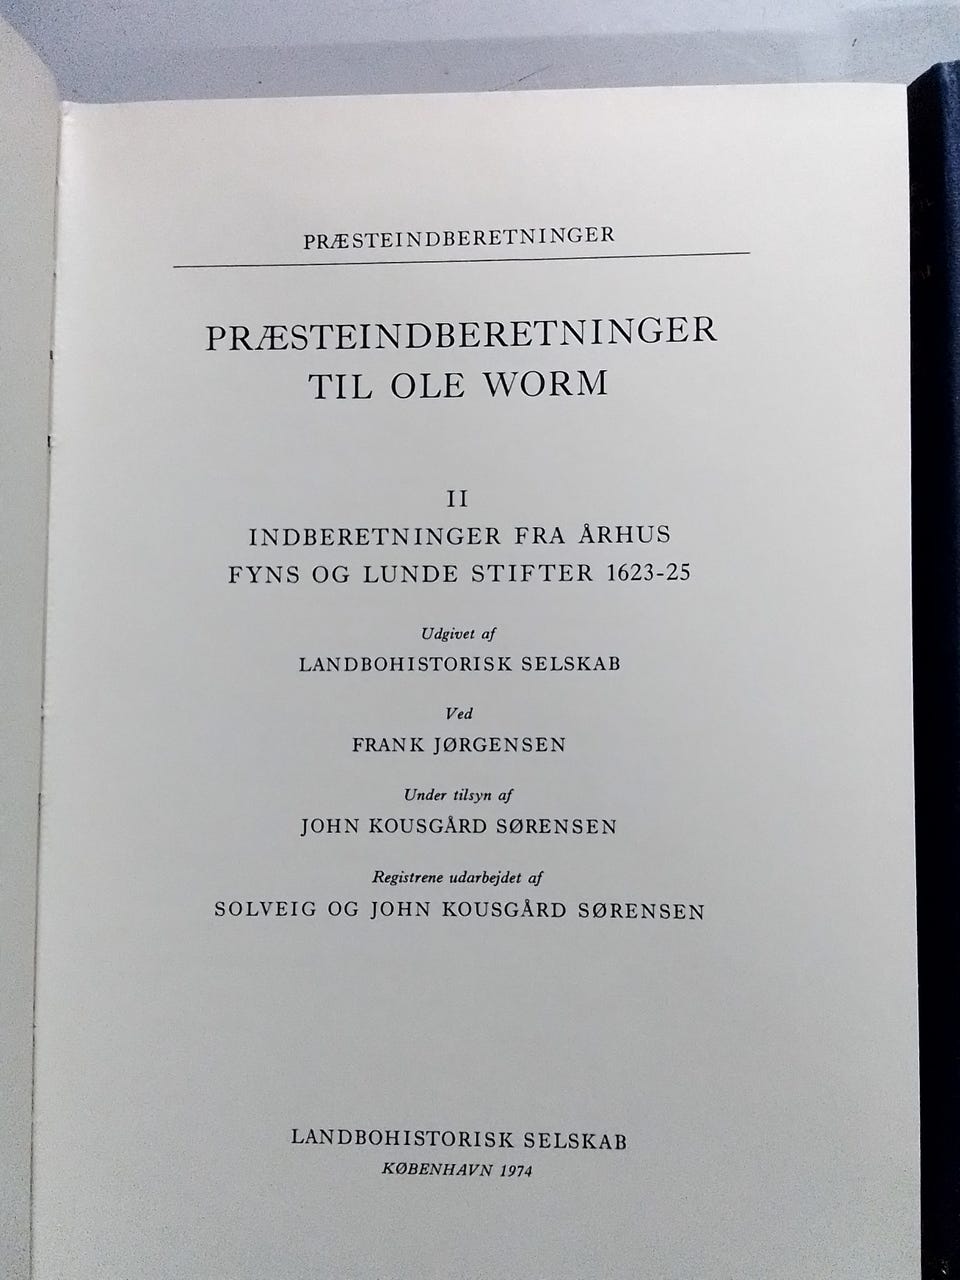 PRÆSTEINDBERETNINGER
PRÆSTEINDBERETNINGER
TIL OLE WORM
II
INDBERETNINGER FRA ÅRHUS
FYNS OG LUNDE STIFTER 1623-25
Udgivet af
LANDBOHISTORISK SELSKAB
Ved
FRANK JØRGENSEN
Under tilsyn af
JOHN KOUSGÅRD SØRENSEN
Registrene udarbejdet af
SOLVEIG OG JOHN KOUSGÅRD SØRENSEN
LANDBOHISTORISK SELSKAB
KØBENHAVN 1974